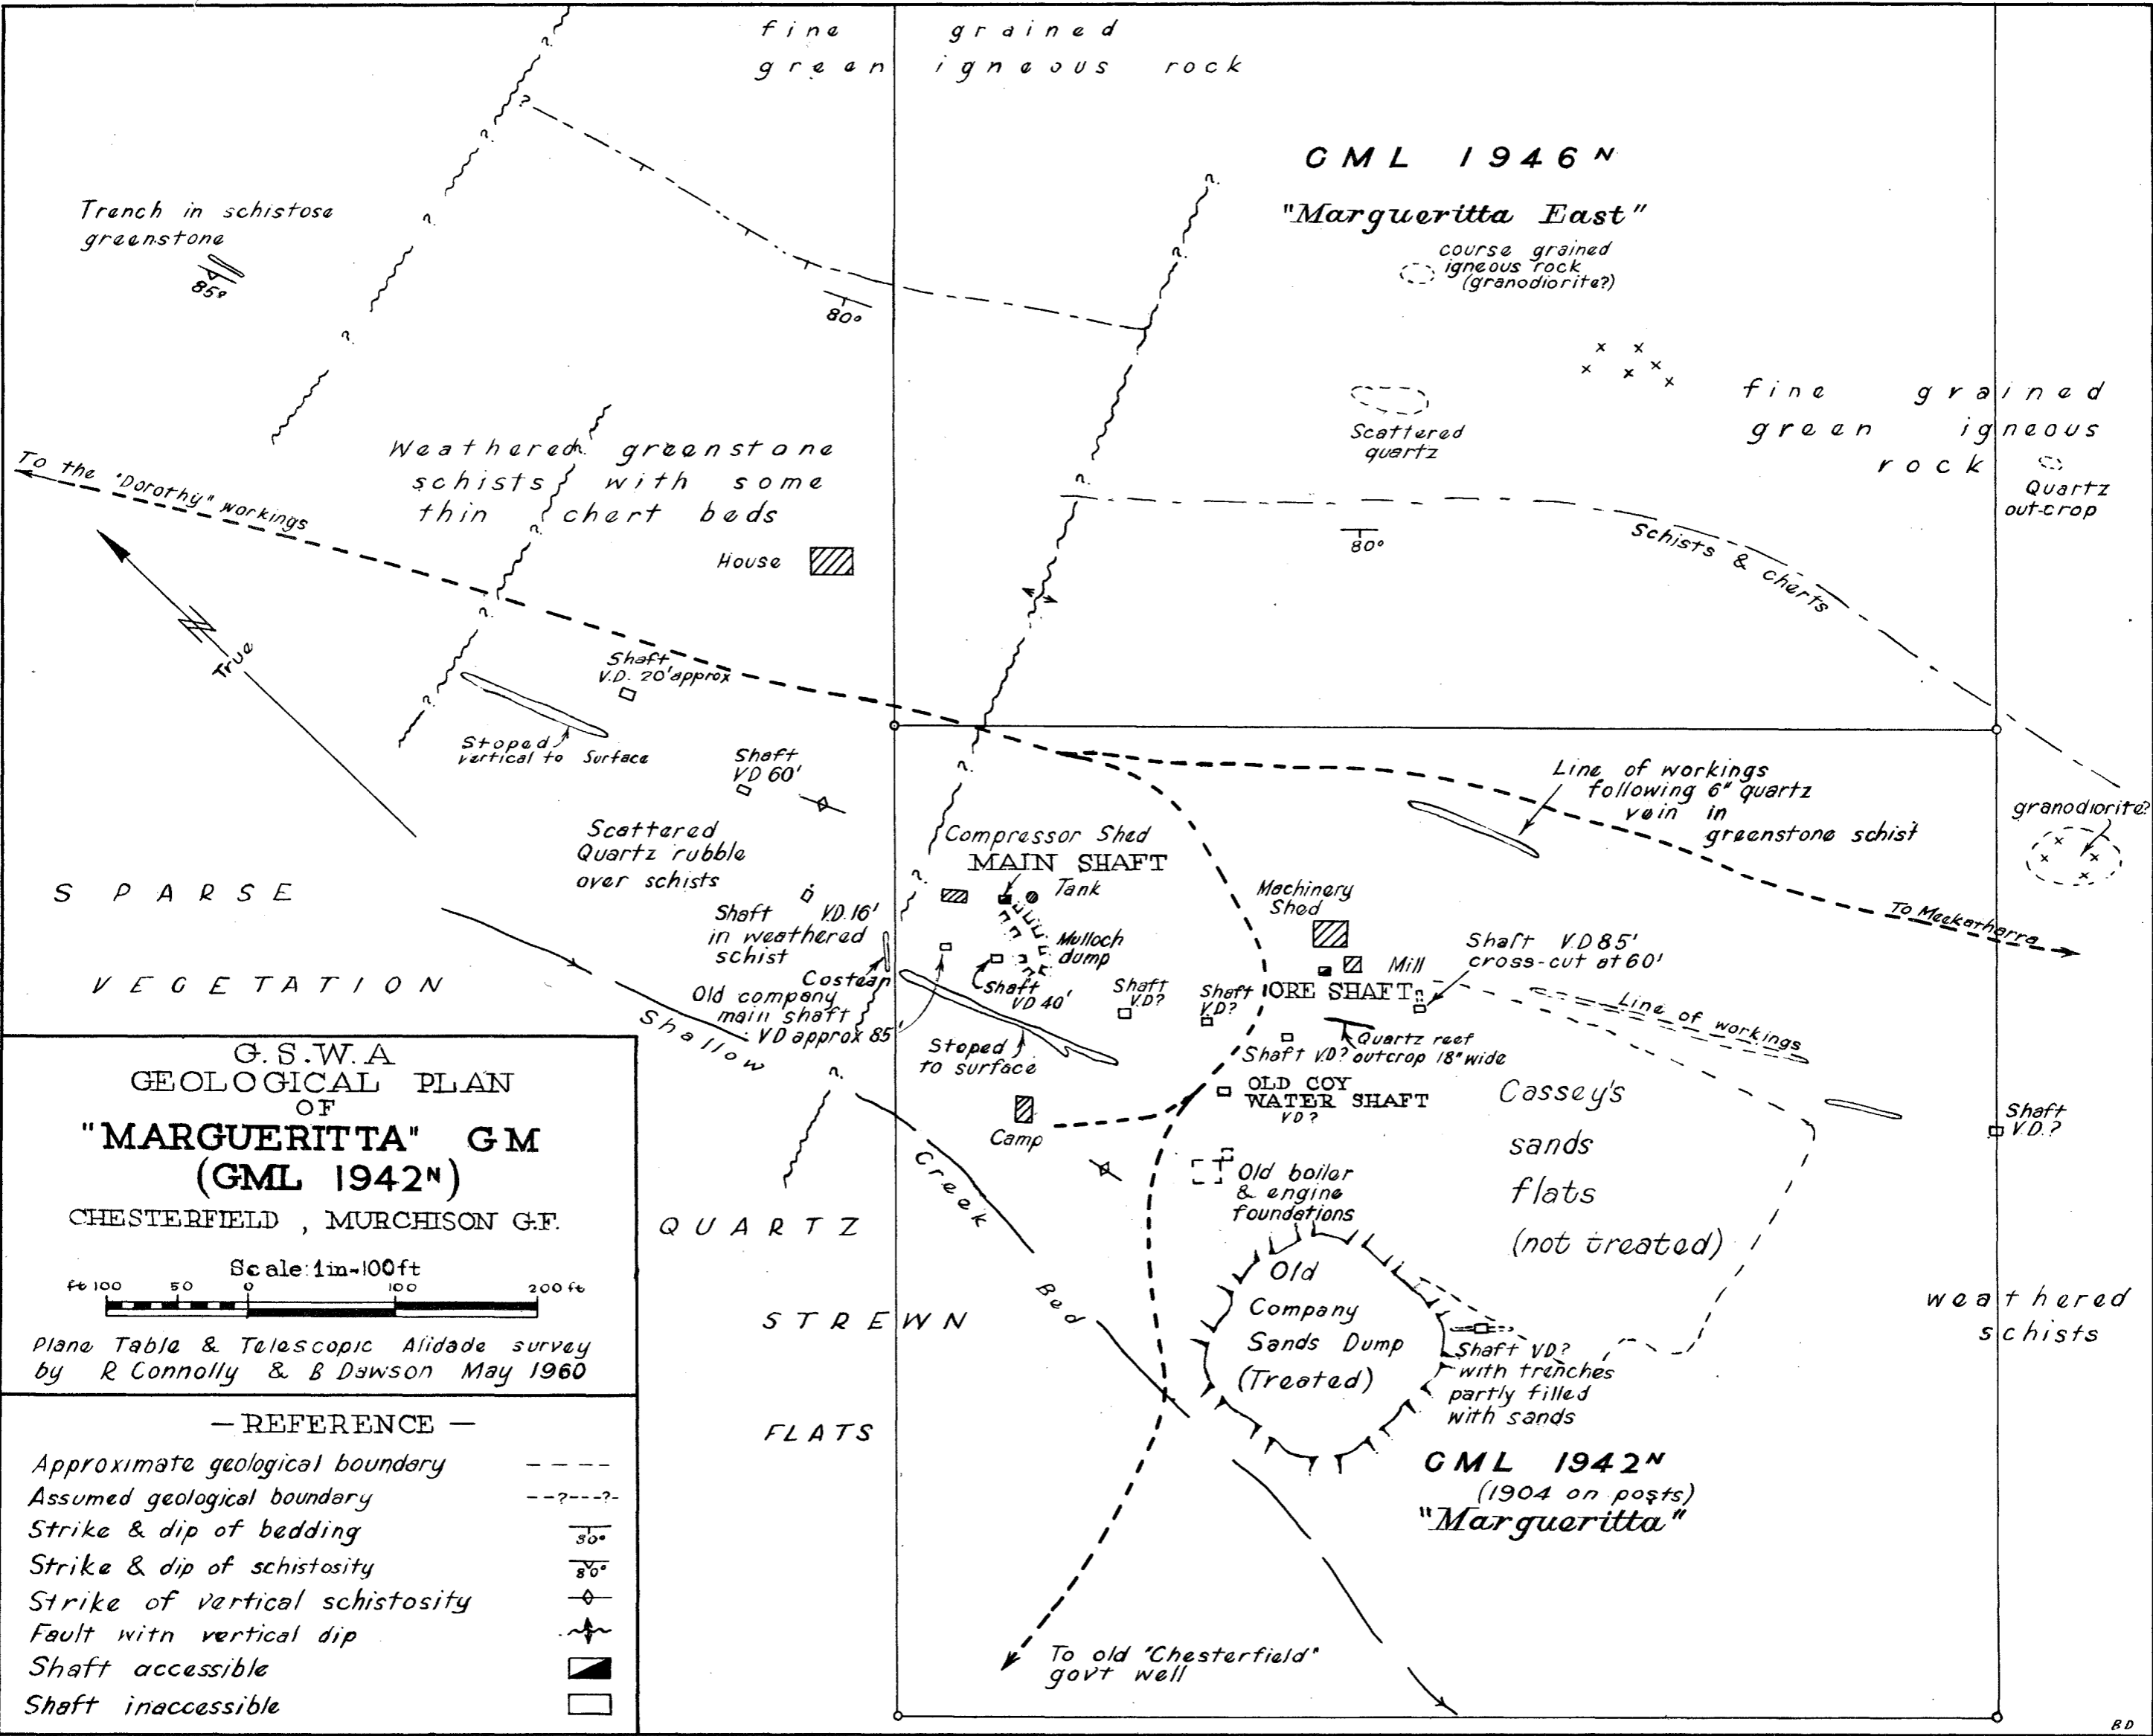 fine grained
green igneous rock
GML 1946ᴺ
"Margueritta East"
course grained
igneous rock
(granodiorite?)
Trench in schistose
greenstone
85°
80°
Scattered
quartz
fine grained
green igneous
rock
Quartz
out-crop
Weathered greenstone
schists with some
thin chert beds
House
To the "Dorothy" workings
True
80°
Schists & cherts
Shaft
V.D. 20' approx
Stoped
vertical to Surface
Shaft
VD 60'
Scattered
Quartz rubble
over schists
Line of workings
following 6" quartz
vein in
greenstone schist
granodiorite?
Compressor Shed
MAIN SHAFT
Tank
Machinery
Shed
To Meekatharra
SPARSE
VEGETATION
Shaft V.D. 16'
in weathered
schist
Costean
Mulloch
dump
Shaft
VD 40'
Shaft
V.D?
Shaft
V.D?
Mill
ORE SHAFT
Shaft V.D 85'
cross-cut at 60'
Line of workings
Old company
main shaft
VD approx 85'
Stoped
to surface
Quartz reef
outcrop 18" wide
Shaft V.D?
Shallow
Creek
Bed
Camp
OLD COY
WATER SHAFT
VD?
Old boiler
& engine
foundations
Cassey's
sands
flats
(not treated)
Shaft
V.D.?
QUARTZ
STREWN
FLATS
Old
Company
Sands Dump
(Treated)
Shaft VD?
with trenches
partly filled
with sands
weathered
schists
GML 1942ᴺ
(1904 on posts)
"Margueritta"
To old "Chesterfield"
govt well
G.S.W.A
GEOLOGICAL PLAN
OF
"MARGUERITTA" GM
(GML 1942ᴺ)
CHESTERFIELD , MURCHISON G.F.
Scale: 1in=100ft
ft 100 50 0 100 200 ft
Plane Table & Telescopic Alidade survey
by R Connolly & B Dawson May 1960
— REFERENCE —
Approximate geological boundary
Assumed geological boundary --?---?-
Strike & dip of bedding 80°
Strike & dip of schistosity 80°
Strike of vertical schistosity
Fault with vertical dip
Shaft accessible
Shaft inaccessible
BD